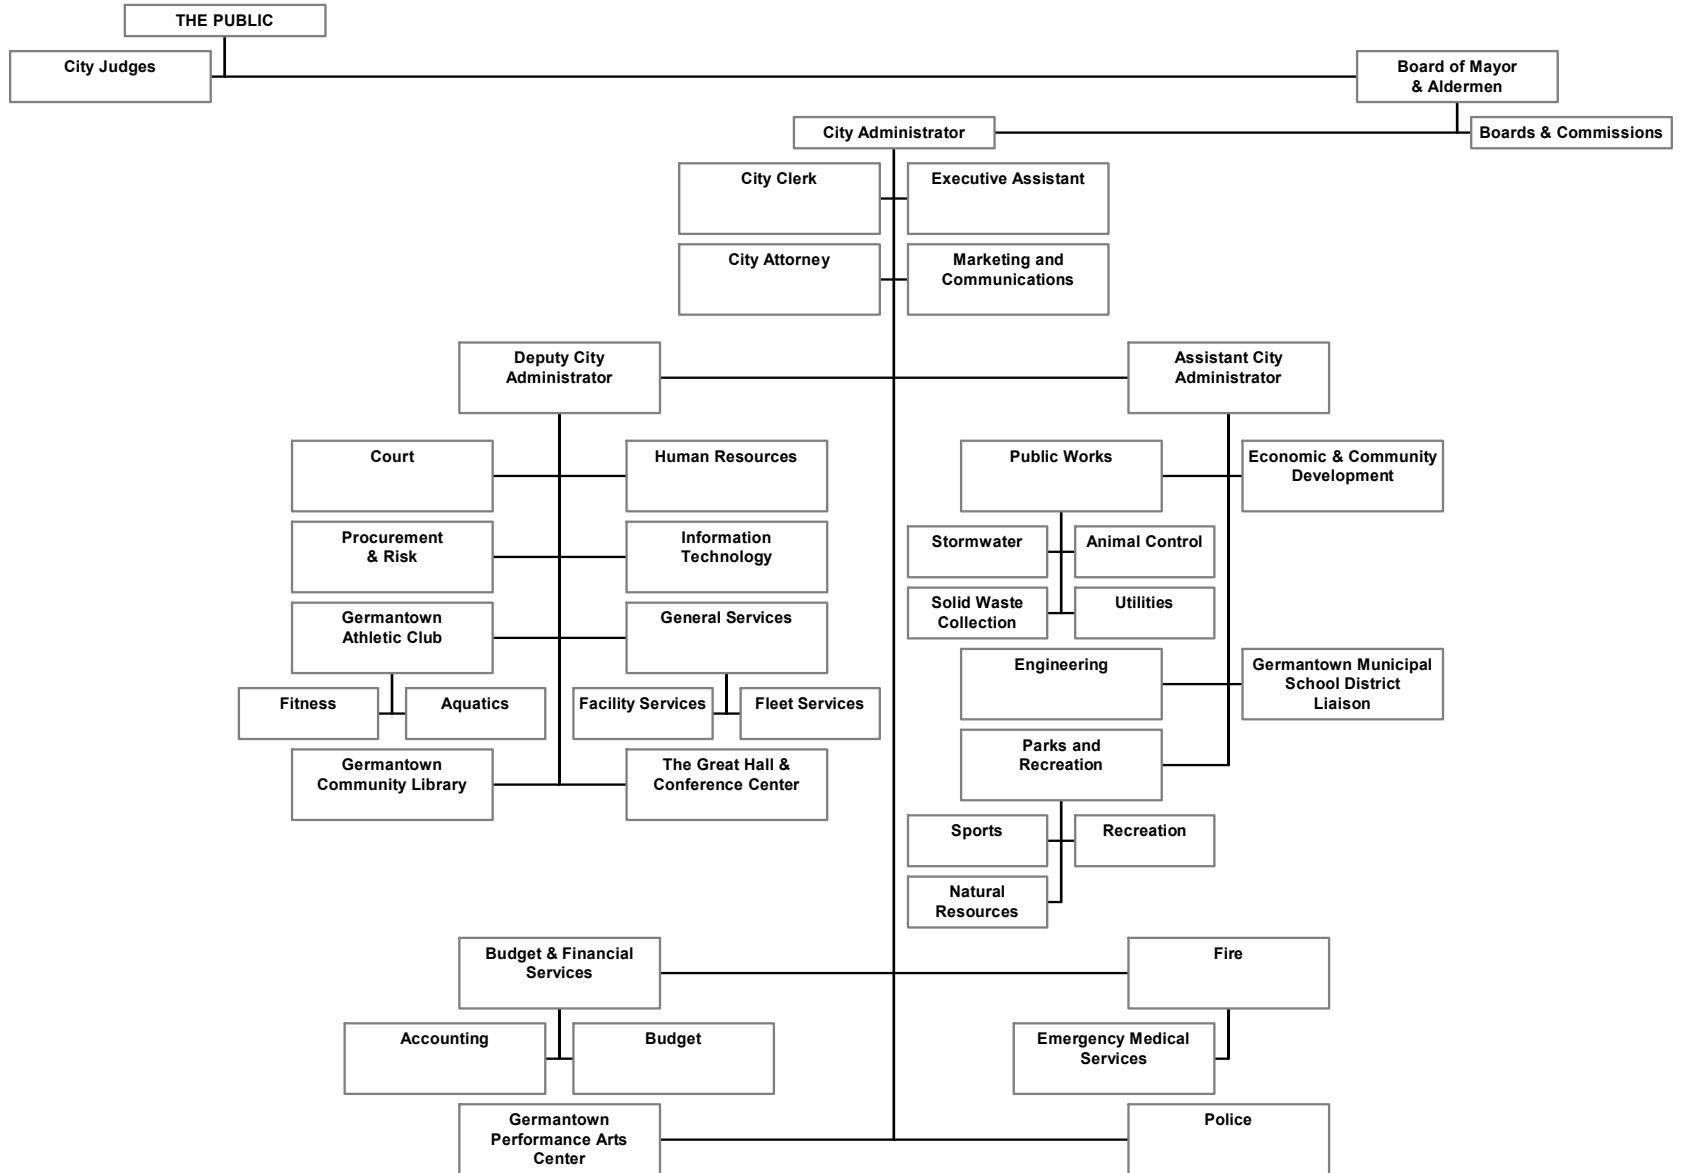 THE PUBLIC
City Judges
Board of Mayor
& Aldermen
City Administrator
Boards & Commissions
City Clerk
Executive Assistant
City Attorney
Marketing and
Communications
Deputy City
Administrator
Assistant City
Administrator
Court
Human Resources
Public Works
Economic & Community
Development
Procurement
& Risk
Information
Technology
Stormwater
Animal Control
Solid Waste
Collection
Utilities
Germantown
Athletic Club
General Services
Engineering
Germantown Municipal
School District
Liaison
Fitness
Aquatics
Facility Services
Fleet Services
Germantown
Community Library
The Great Hall &
Conference Center
Parks and
Recreation
Sports
Recreation
Natural
Resources
Budget & Financial
Services
Fire
Accounting
Budget
Emergency Medical
Services
Germantown
Performance Arts
Center
Police